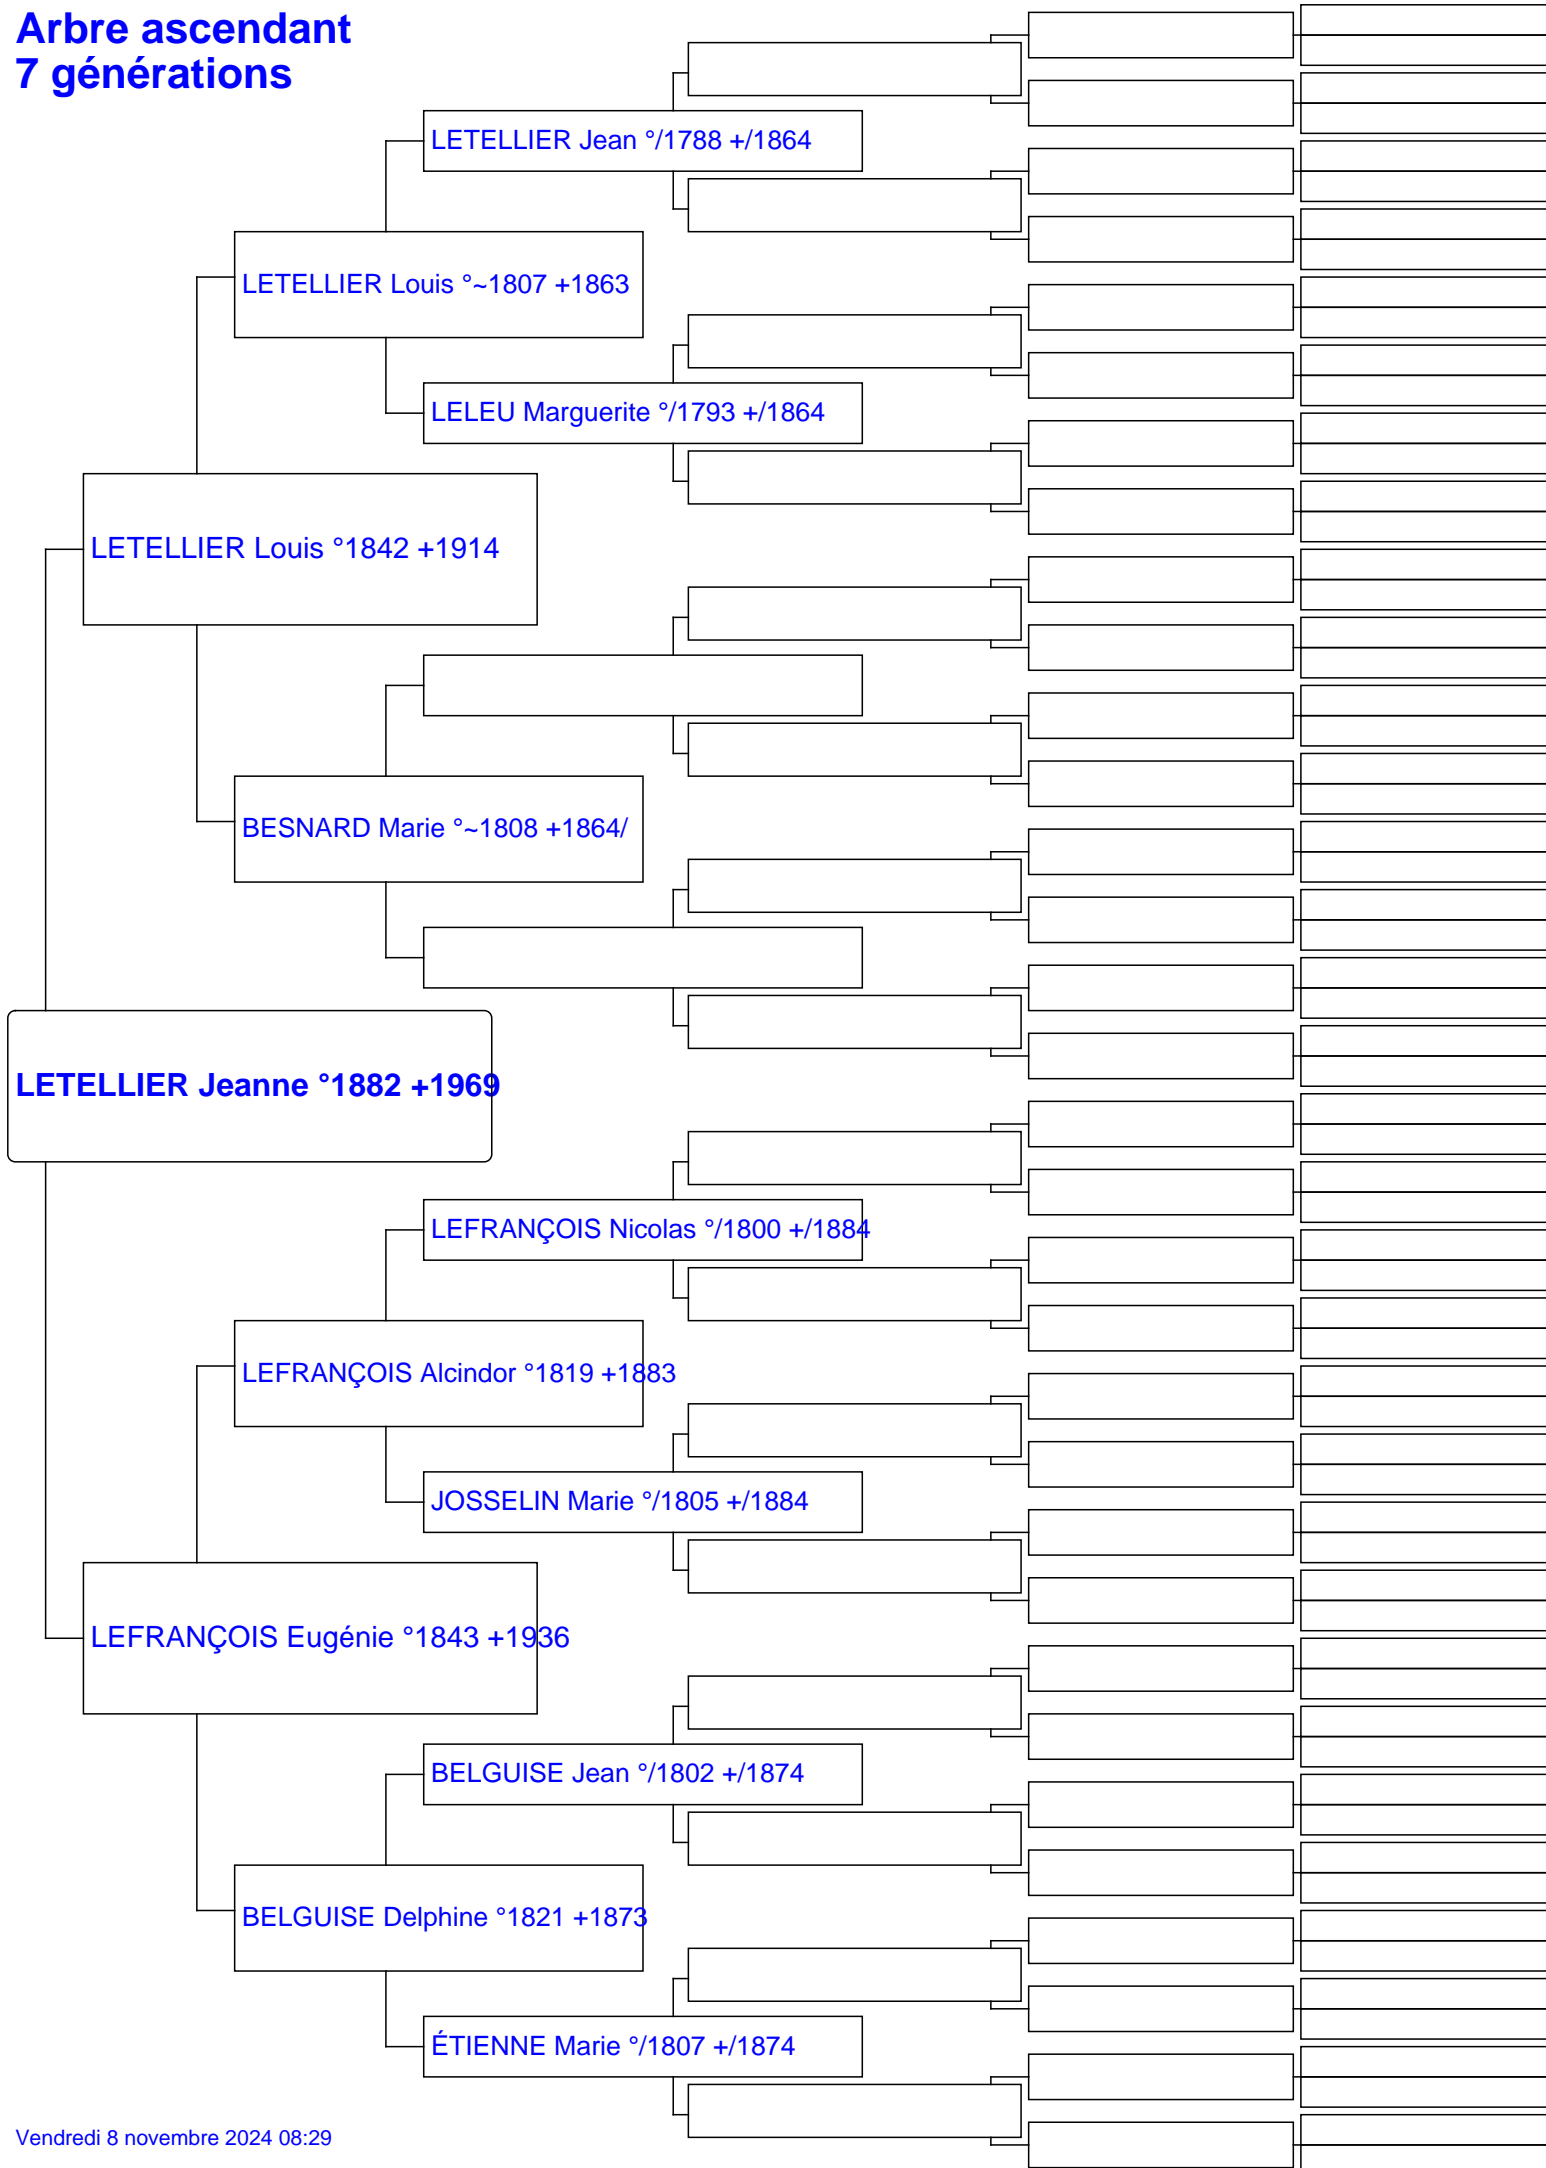 Arbre ascendant
7 générations
LETELLIER Jean °/1788 +/1864
LETELLIER Louis °~1807 +1863
LELEU Marguerite °/1793 +/1864
LETELLIER Louis °1842 +1914
BESNARD Marie °~1808 +1864/
LETELLIER Jeanne °1882 +1969
LEFRANÇOIS Nicolas °/1800 +/1884
LEFRANÇOIS Alcindor °1819 +1883
JOSSELIN Marie °/1805 +/1884
LEFRANÇOIS Eugénie °1843 +1936
BELGUISE Jean °/1802 +/1874
BELGUISE Delphine °1821 +1873
ÉTIENNE Marie °/1807 +/1874
Vendredi 8 novembre 2024 08:29